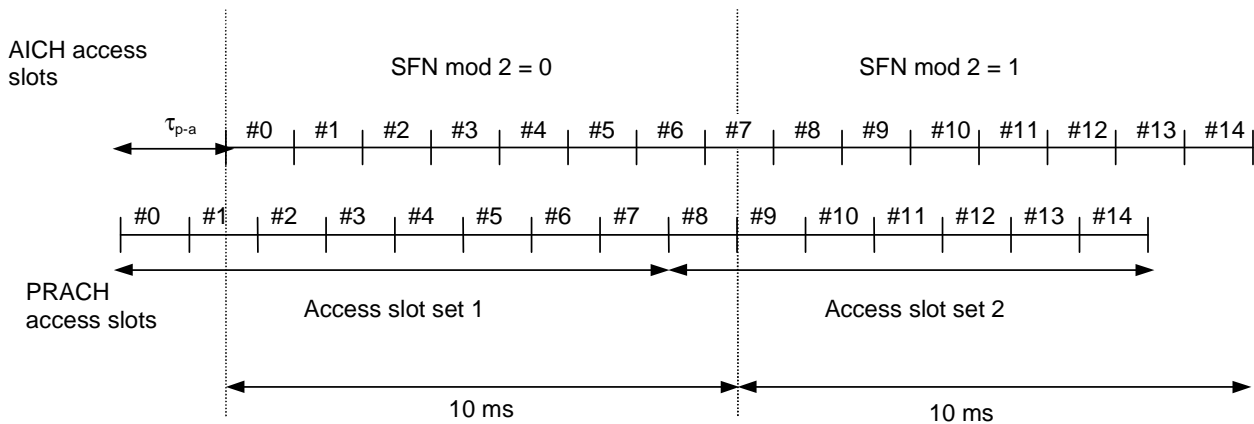 AICH access
slots
SFN mod 2 = 0
SFN mod 2 = 1
τp-a
#0 #1 #2 #3 #4 #5 #6 #7 #8 #9 #10 #11 #12 #13 #14
#0 #1 #2 #3 #4 #5 #6 #7 #8 #9 #10 #11 #12 #13 #14
PRACH
access slots
Access slot set 1
Access slot set 2
10 ms
10 ms